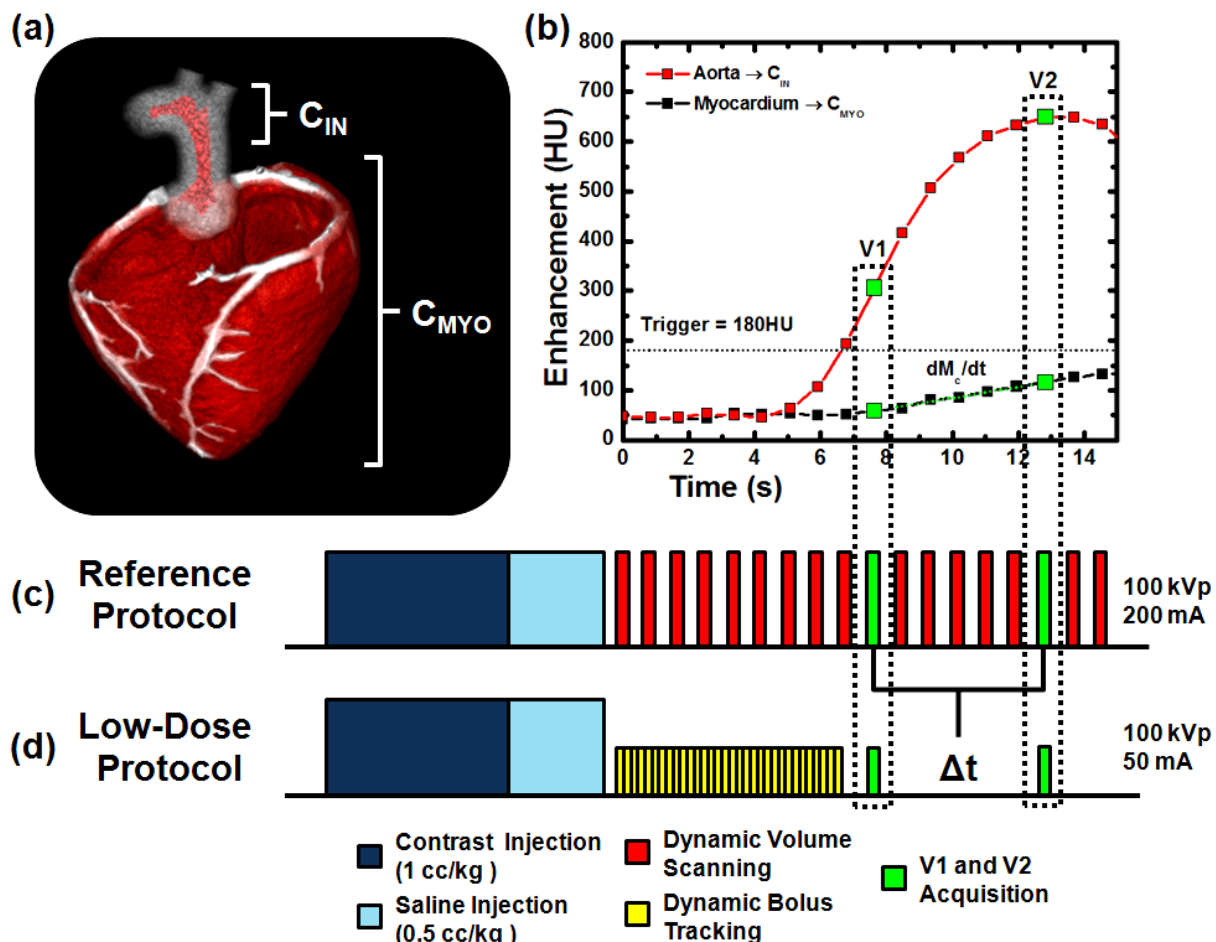 (a)
C_IN
C_MYO
(b)
800
700
600
500
400
300
200
100
0
Enhancement (HU)
Aorta → C_IN
Myocardium → C_MYO
V2
V1
Trigger = 180HU
dM_c/dt
0 2 4 6 8 10 12 14
Time (s)
(c)
Reference
Protocol
100 kVp
200 mA
(d)
Low-Dose
Protocol
100 kVp
50 mA
Δt
Contrast Injection
(1 cc/kg )
Saline Injection
(0.5 cc/kg )
Dynamic Volume
Scanning
Dynamic Bolus
Tracking
V1 and V2
Acquisition